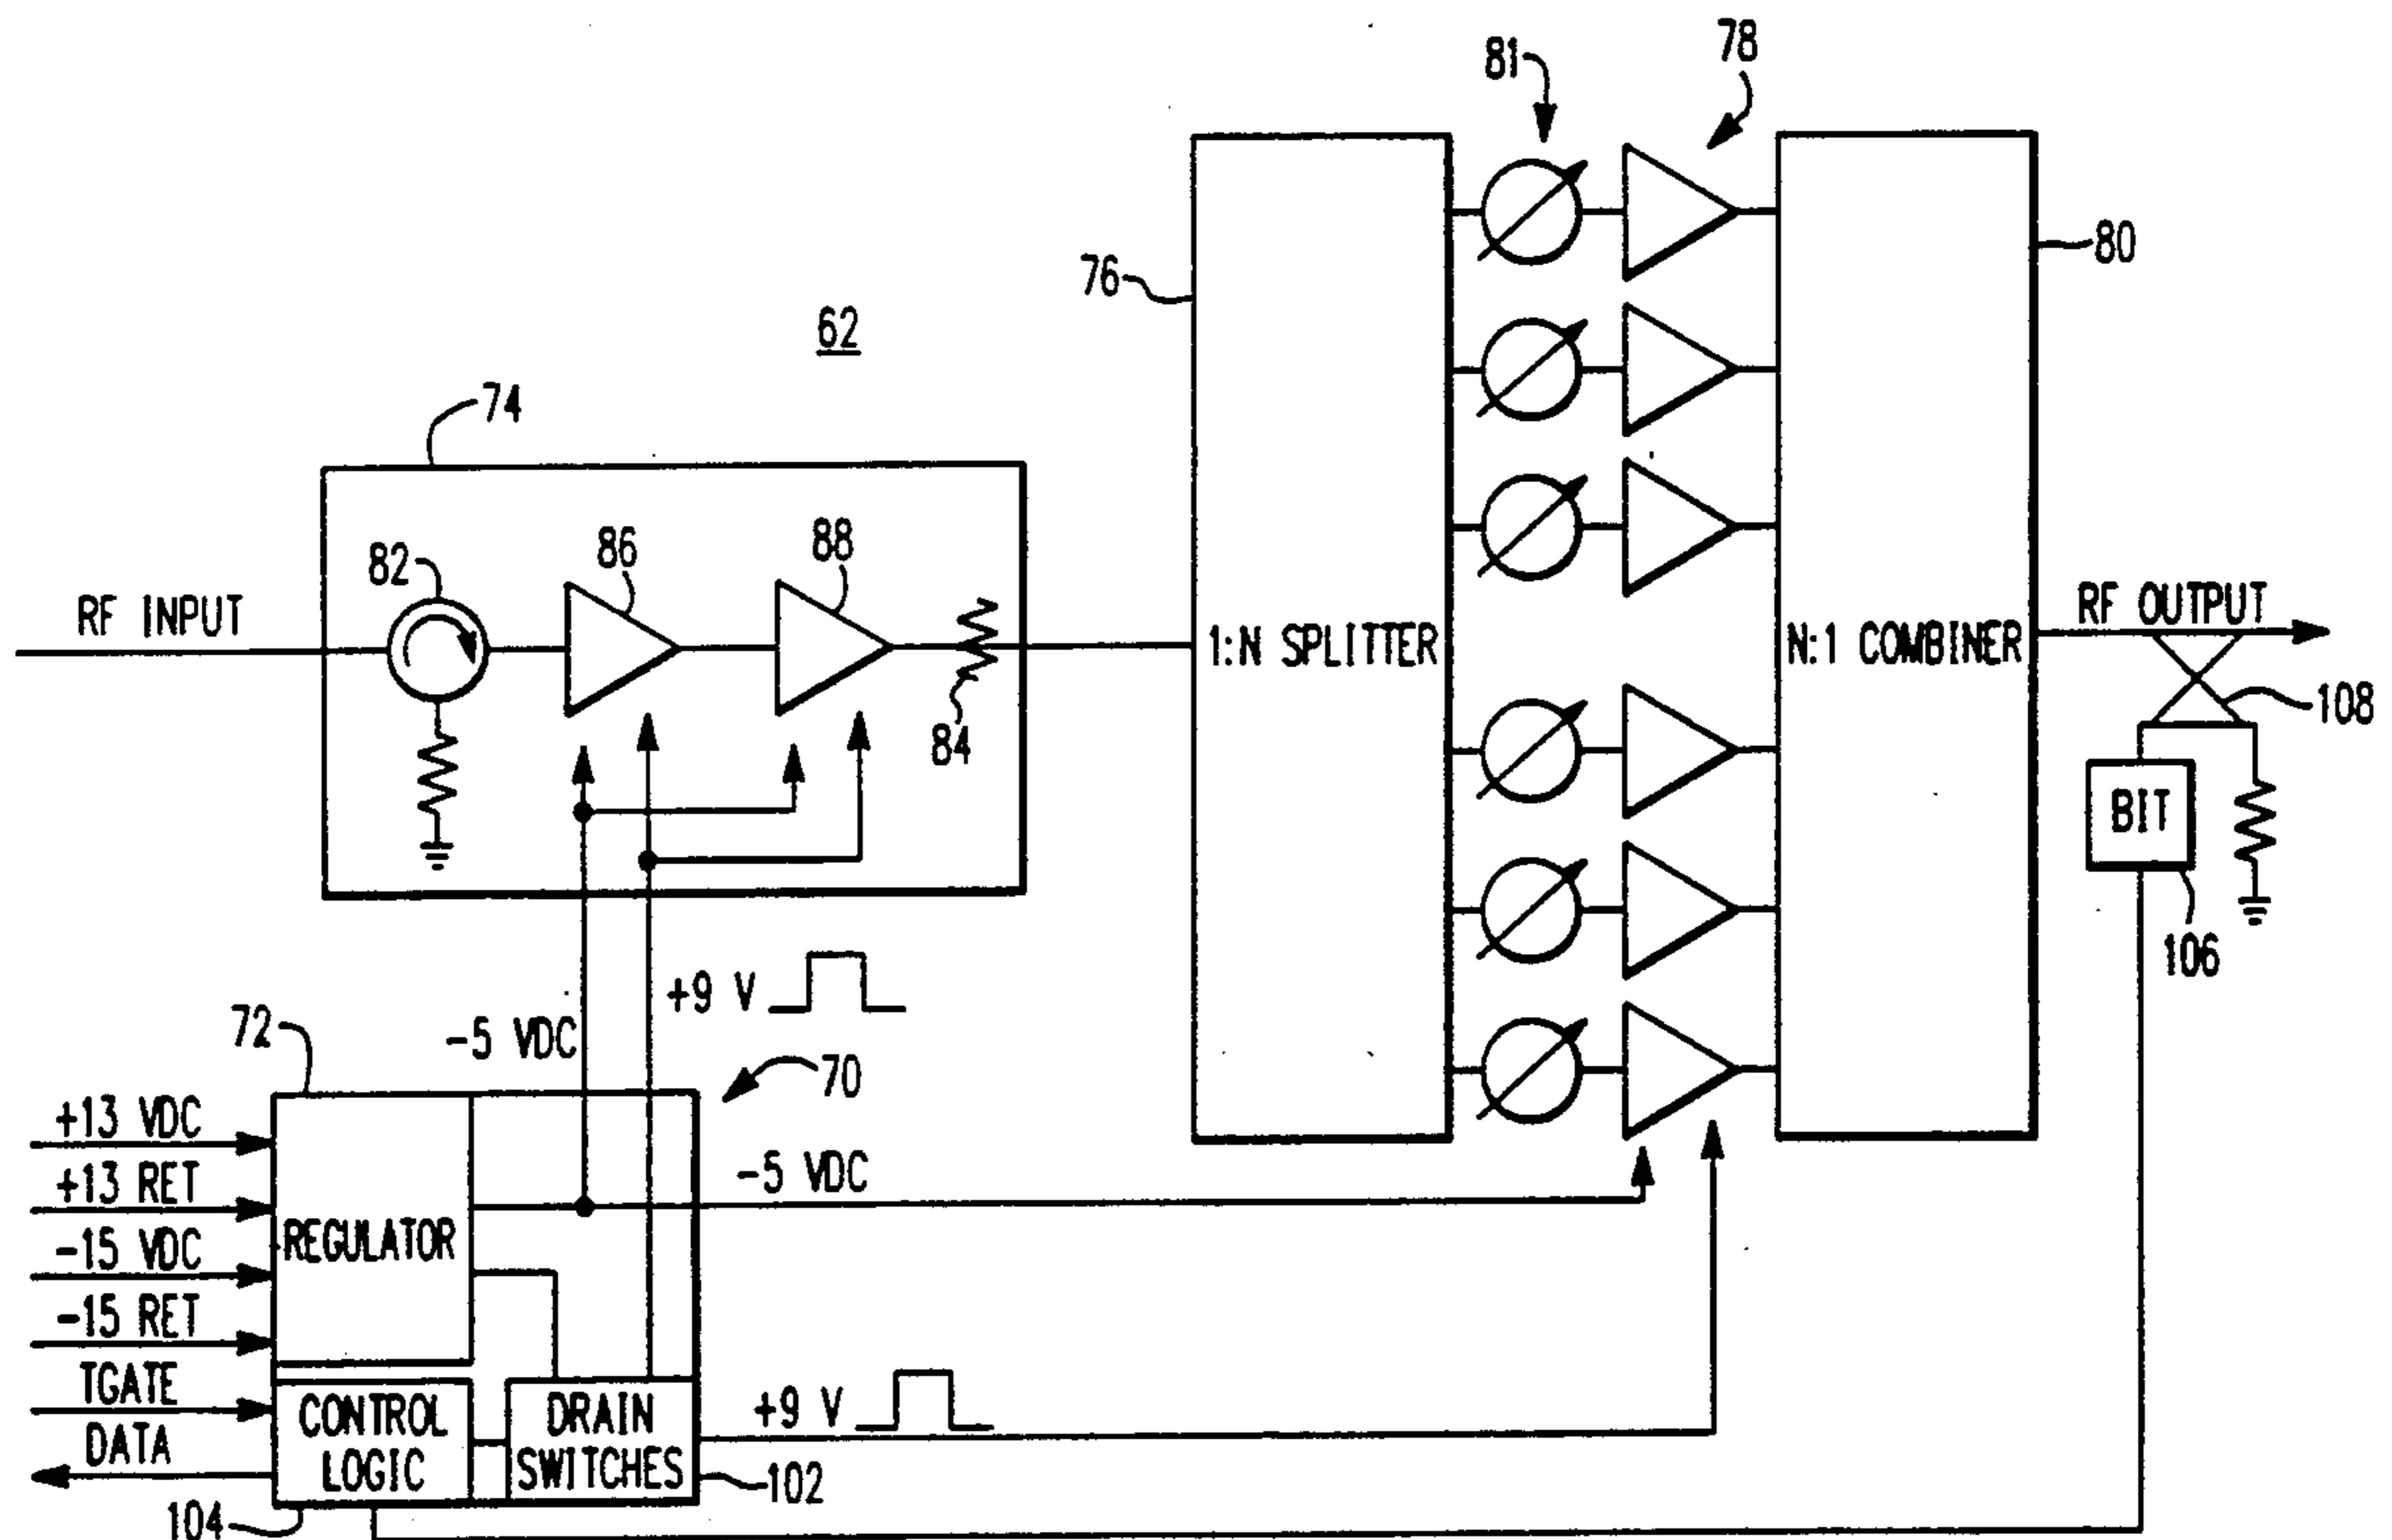 81
78
80
76
62
74
82
86
88
84
RF INPUT
1:N SPLITTER
N:1 COMBINER
RF OUTPUT
108
BIT
106
+9 V
-5 VDC
72
70
+13 VDC
+13 RET
-15 VDC
-15 RET
TGATE
DATA
REGULATOR
-5 VDC
CONTROL
LOGIC
DRAIN
SWITCHES
+9 V
102
104